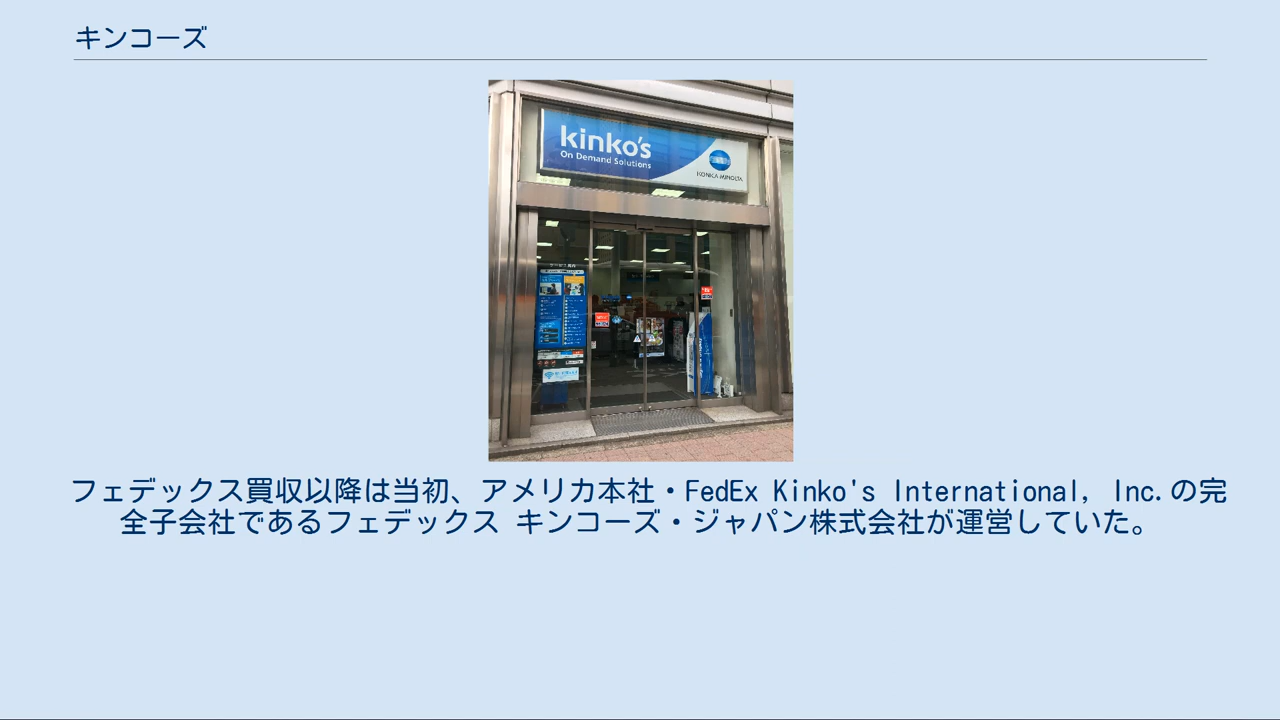 キンコーズ
kinko's
On Demand Solutions
KONICA MINOLTA
フェデックス買収以降は当初、アメリカ本社・FedEx Kinko's International, Inc.の完
全子会社であるフェデックス キンコーズ・ジャパン株式会社が運営していた。